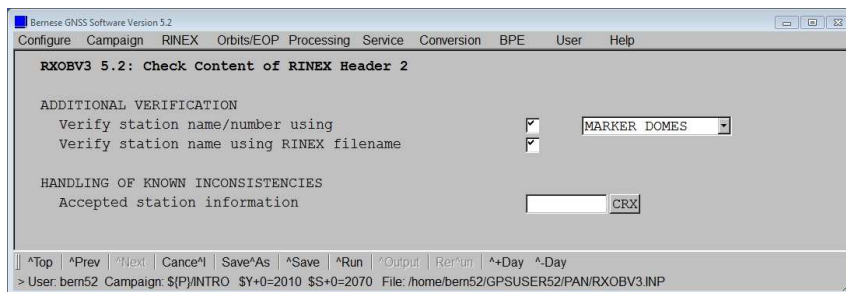 Bernese GNSS Software Version 5.2
Configure Campaign RINEX Orbits/EOP Processing Service Conversion BPE User Help
RXOBV3 5.2: Check Content of RINEX Header 2
ADDITIONAL VERIFICATION
Verify station name/number using MARKER DOMES
Verify station name using RINEX filename
HANDLING OF KNOWN INCONSISTENCIES
Accepted station information CRX
^Top | ^Prev | ^Next | Cance^l | Save^As | ^Save | ^Run | ^Output | Rer^un | ^+Day ^-Day
> User: bern52 Campaign: ${P}/INTRO $Y+0=2010 $S+0=2070 File: /home/bern52/GPSUSER52/PAN/RXOBV3.INP